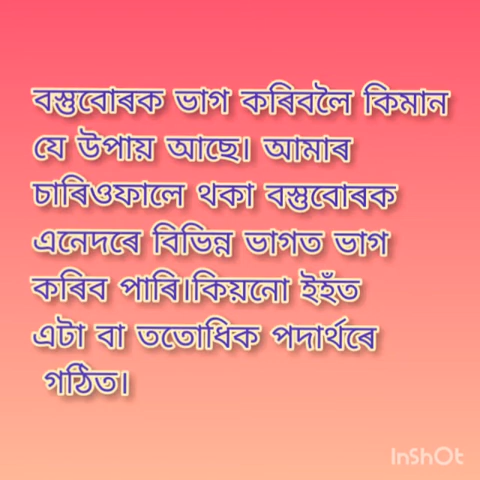 বস্তুবোৰক ভাগ কৰিবলৈ কিমান
যে উপায় আছে। আমাৰ
চাৰিওফালে থকা বস্তুবোৰক
এনেদৰে বিভিন্ন ভাগত ভাগ
কৰিব পাৰি।কিয়নো ইহঁত
এটা বা ততোধিক পদাৰ্থৰে
গঠিত।
InShOt